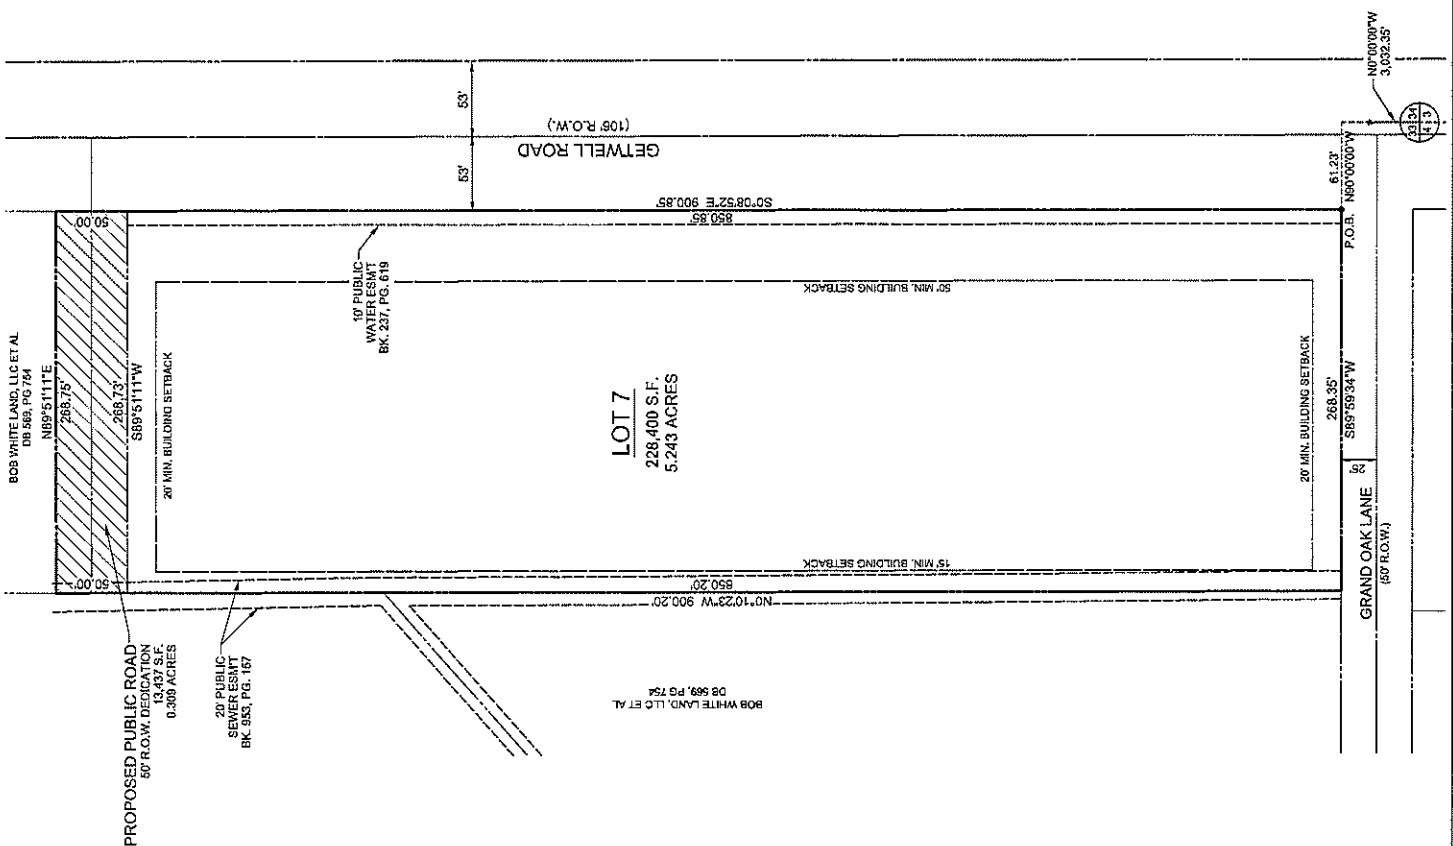 BOB WHITE LAND, LLC ET AL
DB 569, PG 754
N89°51'11"E
268.75'
268.73'
S89°51'11"W
50.00'
50.00'
20' MIN. BUILDING SETBACK
PROPOSED PUBLIC ROAD
50' R.O.W. DEDICATION
13,437 S.F.
0.309 ACRES
20' PUBLIC
SEWER ESM'T
BK. 953, PG. 167
10' PUBLIC
WATER ESM'T
BK. 237, PG. 619
53'
53'
GETWELL ROAD
(106' R.O.W.)
S0°08'52"E 900.85'
850.85'
50' MIN. BUILDING SETBACK
LOT 7
228,400 S.F.
5.243 ACRES
15' MIN. BUILDING SETBACK
850.20'
N0°10'23"W 900.20'
BOB WHITE LAND, LLC ET AL
DB 569, PG 754
20' MIN. BUILDING SETBACK
268.35'
S89°59'34"W
25'
GRAND OAK LANE
(50' R.O.W.)
P.O.B.
61.23'
N90°00'00"W
N0°00'00"W
3,032.35'
33 34
4 3